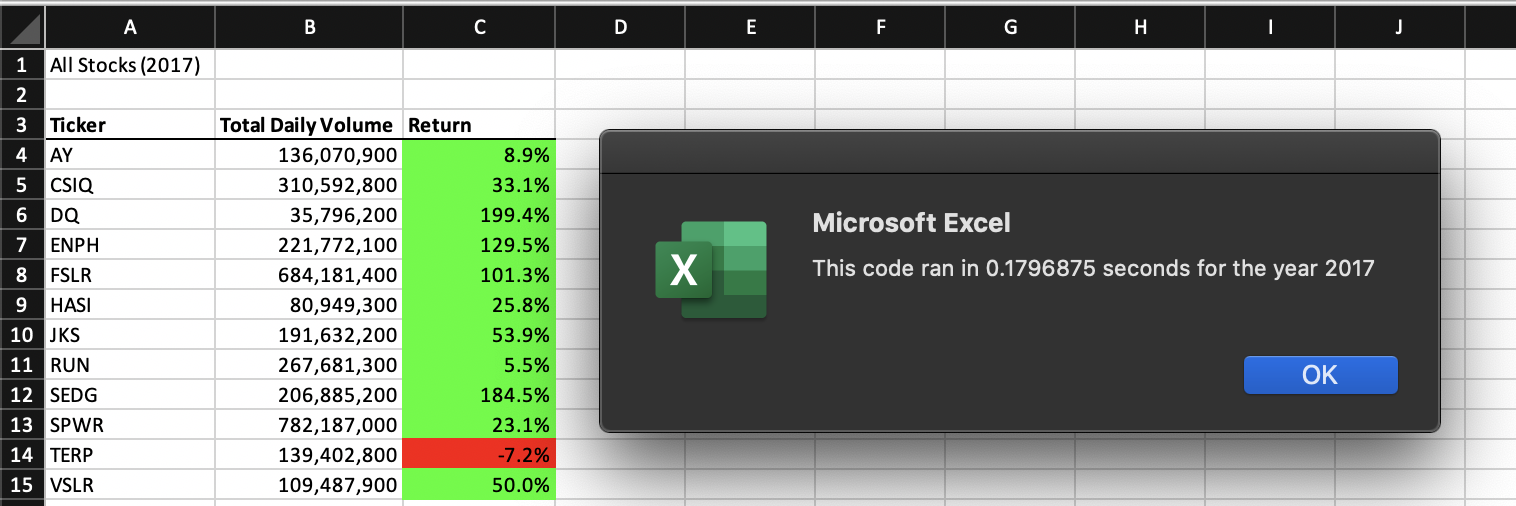 A B C D E F G H I J
1 All Stocks (2017)
2
3 Ticker Total Daily Volume Return
4 AY 136,070,900 8.9%
5 CSIQ 310,592,800 33.1%
6 DQ 35,796,200 199.4%
7 ENPH 221,772,100 129.5%
8 FSLR 684,181,400 101.3%
9 HASI 80,949,300 25.8%
10 JKS 191,632,200 53.9%
11 RUN 267,681,300 5.5%
12 SEDG 206,885,200 184.5%
13 SPWR 782,187,000 23.1%
14 TERP 139,402,800 -7.2%
15 VSLR 109,487,900 50.0%
X
Microsoft Excel
This code ran in 0.1796875 seconds for the year 2017
OK